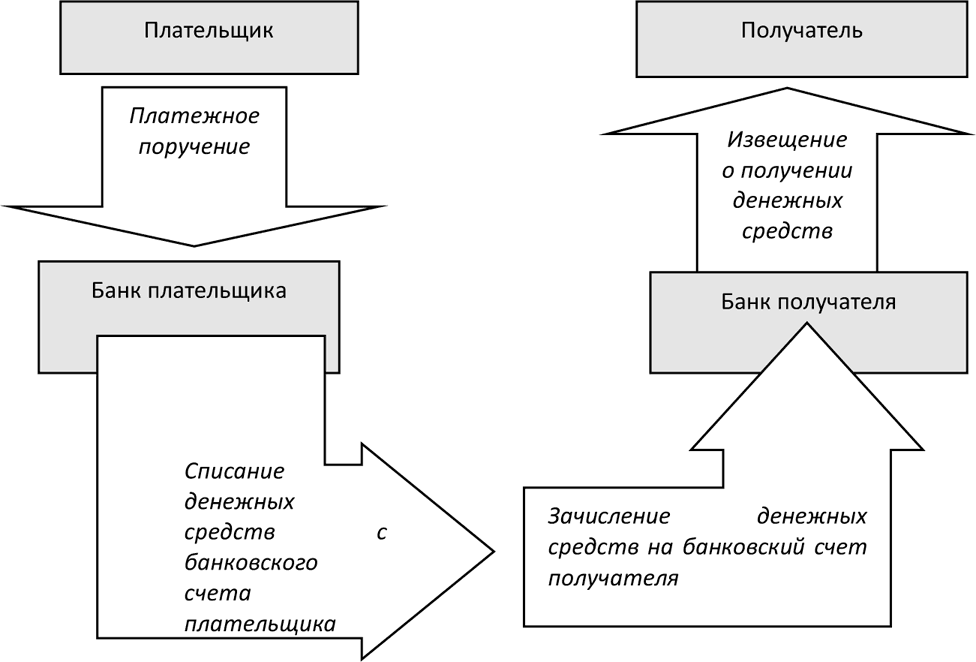 Плательщик
Платежное
поручение
Банк плательщика
Списание
денежных
средств с
банковского
счета
плательщика
Зачисление денежных
средств на банковский счет
получателя
Банк получателя
Извещение
о получении
денежных
средств
Получатель